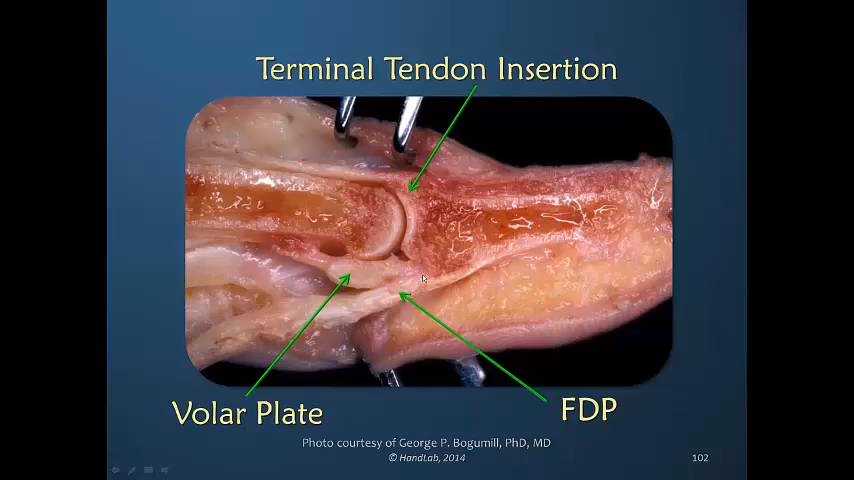 Terminal Tendon Insertion
Volar Plate
FDP
Photo courtesy of George P. Bogumill, PhD, MD
© HandLab, 2014
102